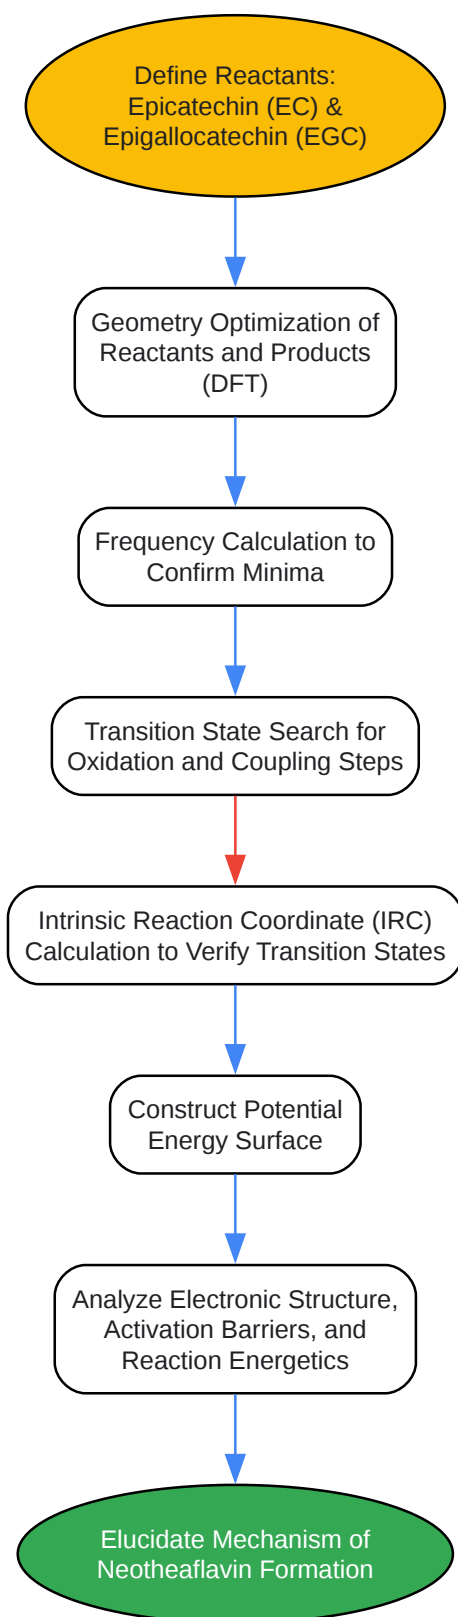 Define Reactants:
Epicatechin (EC) &
Epigallocatechin (EGC)
Geometry Optimization of
Reactants and Products
(DFT)
Frequency Calculation to
Confirm Minima
Transition State Search for
Oxidation and Coupling Steps
Intrinsic Reaction Coordinate (IRC)
Calculation to Verify Transition States
Construct Potential
Energy Surface
Analyze Electronic Structure,
Activation Barriers, and
Reaction Energetics
Elucidate Mechanism of
Neotheaflavin Formation